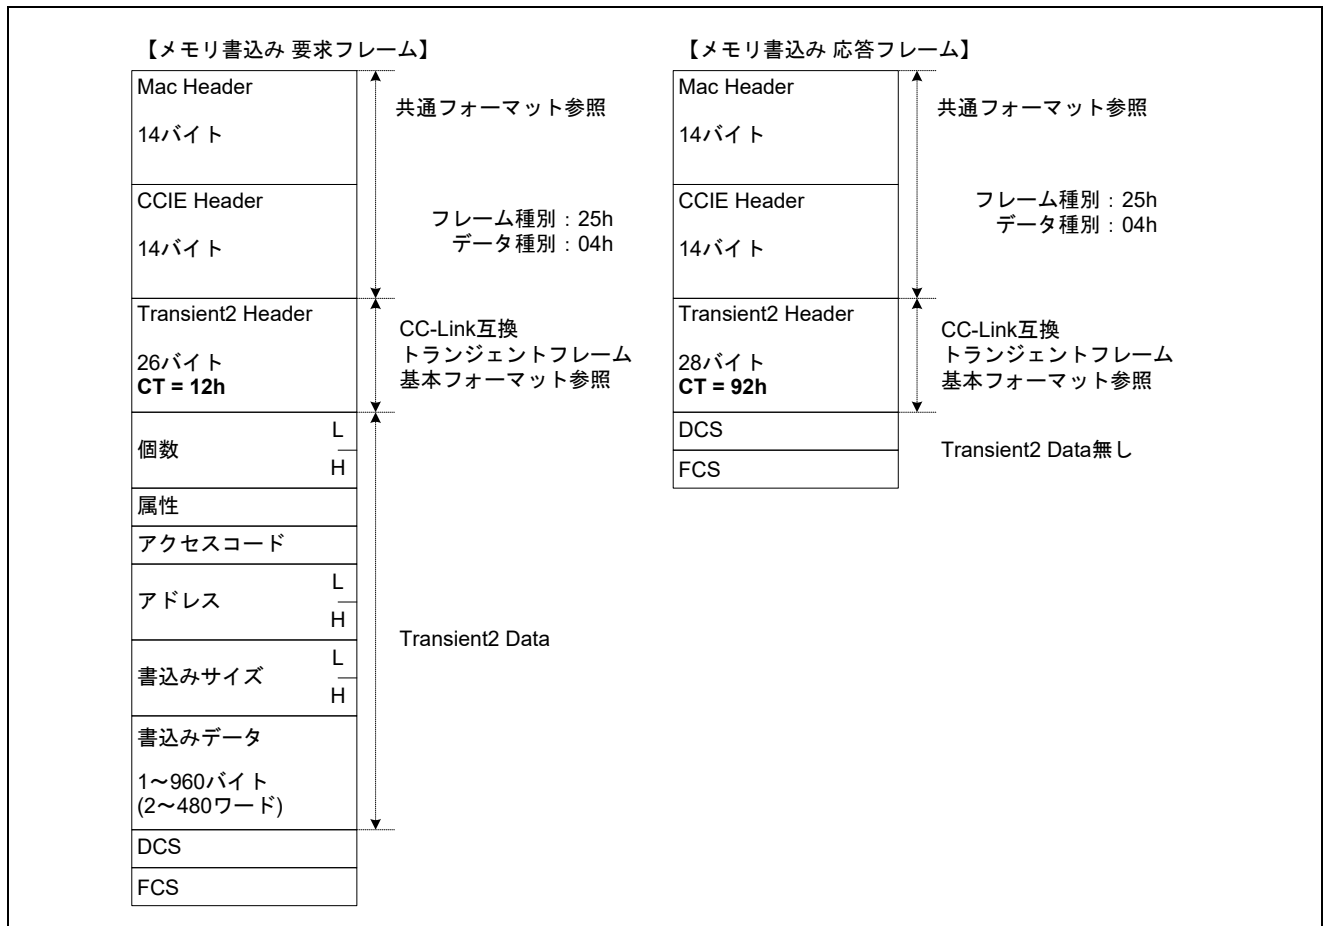 【メモリ書込み 要求フレーム】
Mac Header
14バイト
共通フォーマット参照
CCIE Header
14バイト
フレーム種別：25h
データ種別：04h
Transient2 Header
26バイト
CT = 12h
CC-Link互換
トランジェントフレーム
基本フォーマット参照
個数
L
H
属性
アクセスコード
アドレス
L
H
書込みサイズ
L
H
書込みデータ
1～960バイト
(2～480ワード)
Transient2 Data
DCS
FCS
【メモリ書込み 応答フレーム】
Mac Header
14バイト
共通フォーマット参照
CCIE Header
14バイト
フレーム種別：25h
データ種別：04h
Transient2 Header
28バイト
CT = 92h
CC-Link互換
トランジェントフレーム
基本フォーマット参照
DCS
FCS
Transient2 Data無し